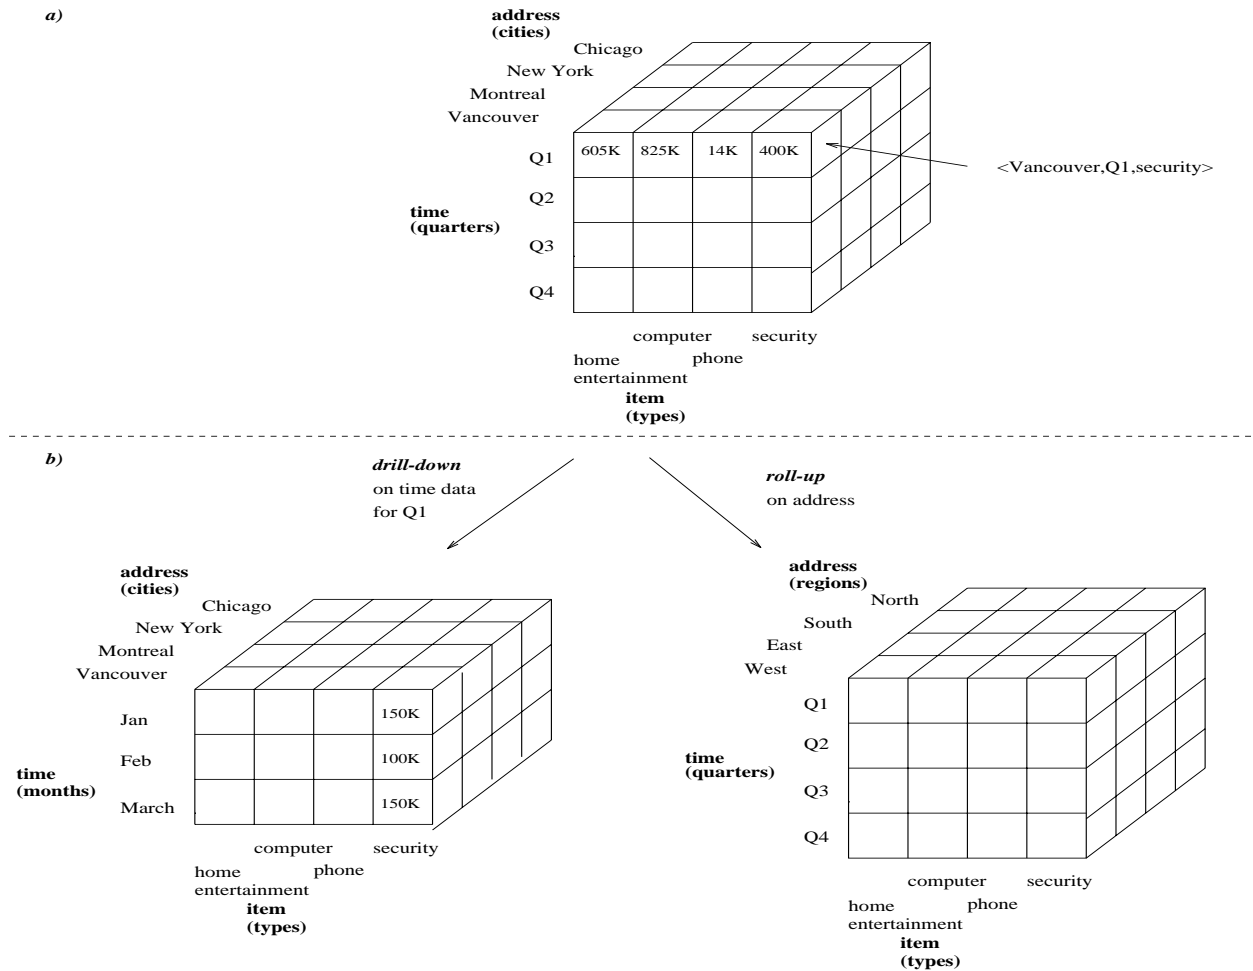 a)
address
(cities)
Chicago
New York
Montreal
Vancouver
Q1
605K
825K
14K
400K
<Vancouver,Q1,security>
Q2
time
(quarters)
Q3
Q4
computer
security
home
phone
entertainment
item
(types)
b)
drill-down
on time data
for Q1
roll-up
on address
address
(cities)
Chicago
New York
Montreal
Vancouver
Jan
150K
Feb
100K
time
(months)
March
150K
computer
security
home
phone
entertainment
item
(types)
address
(regions)
North
South
East
West
Q1
Q2
time
(quarters)
Q3
Q4
computer
security
home
phone
entertainment
item
(types)